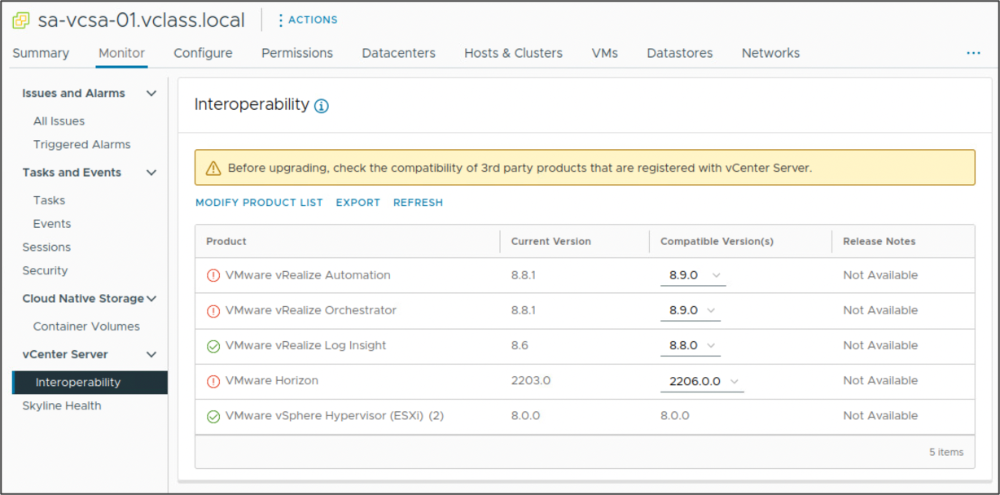 sa-vcsa-01.vclass.local ACTIONS
Summary Monitor Configure Permissions Datacenters Hosts & Clusters VMs Datastores Networks ...
Issues and Alarms
All Issues
Triggered Alarms
Tasks and Events
Tasks
Events
Sessions
Security
Cloud Native Storage
Container Volumes
vCenter Server
Interoperability
Skyline Health
Interoperability
Before upgrading, check the compatibility of 3rd party products that are registered with vCenter Server.
MODIFY PRODUCT LIST EXPORT REFRESH
Product Current Version Compatible Version(s) Release Notes
VMware vRealize Automation 8.8.1 8.9.0 Not Available
VMware vRealize Orchestrator 8.8.1 8.9.0 Not Available
VMware vRealize Log Insight 8.6 8.8.0 Not Available
VMware Horizon 2203.0 2206.0.0 Not Available
VMware vSphere Hypervisor (ESXi) (2) 8.0.0 8.0.0 Not Available
5 items